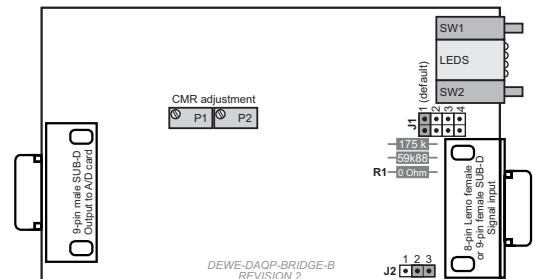 SW1
LEDS
SW2
CMR adjustment
P1 P2
1 (default)
2
3
4
J1
175 k
59k88
R1
0 Ohm
9-pin male SUB-D
Output to A/D card
8-pin Lemo female
or 9-pin female SUB-D
Signal input
DEWE-DAQP-BRIDGE-B
REVISION 2
1 2 3
J2